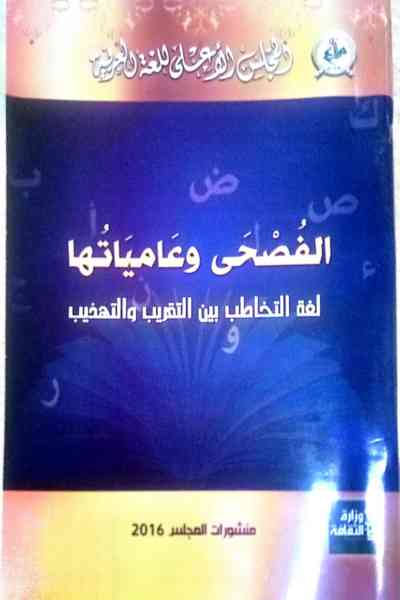 المجلس الأعلى للغة العربية
الفُصْحَى وعَاميَاتُها
لغة التخاطب بين التقريب والتهذيب
منشورات المجلس 2016
وزارة
الثقافة